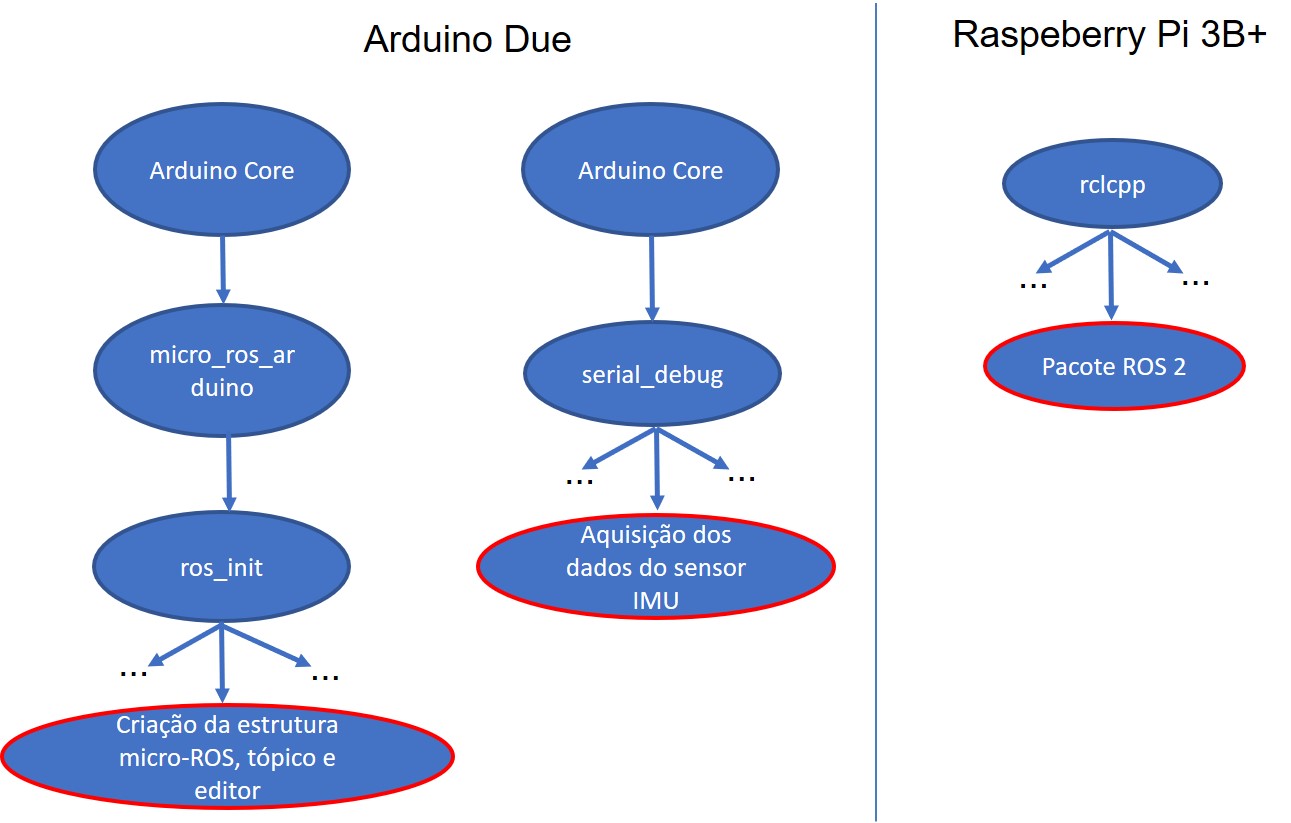 Arduino Due
Arduino Core
micro_ros_ar
duino
ros_init
...
...
Criação da estrutura
micro-ROS, tópico e
editor
Arduino Core
serial_debug
...
...
Aquisição dos
dados do sensor
IMU
Raspeberry Pi 3B+
rclcpp
...
...
Pacote ROS 2